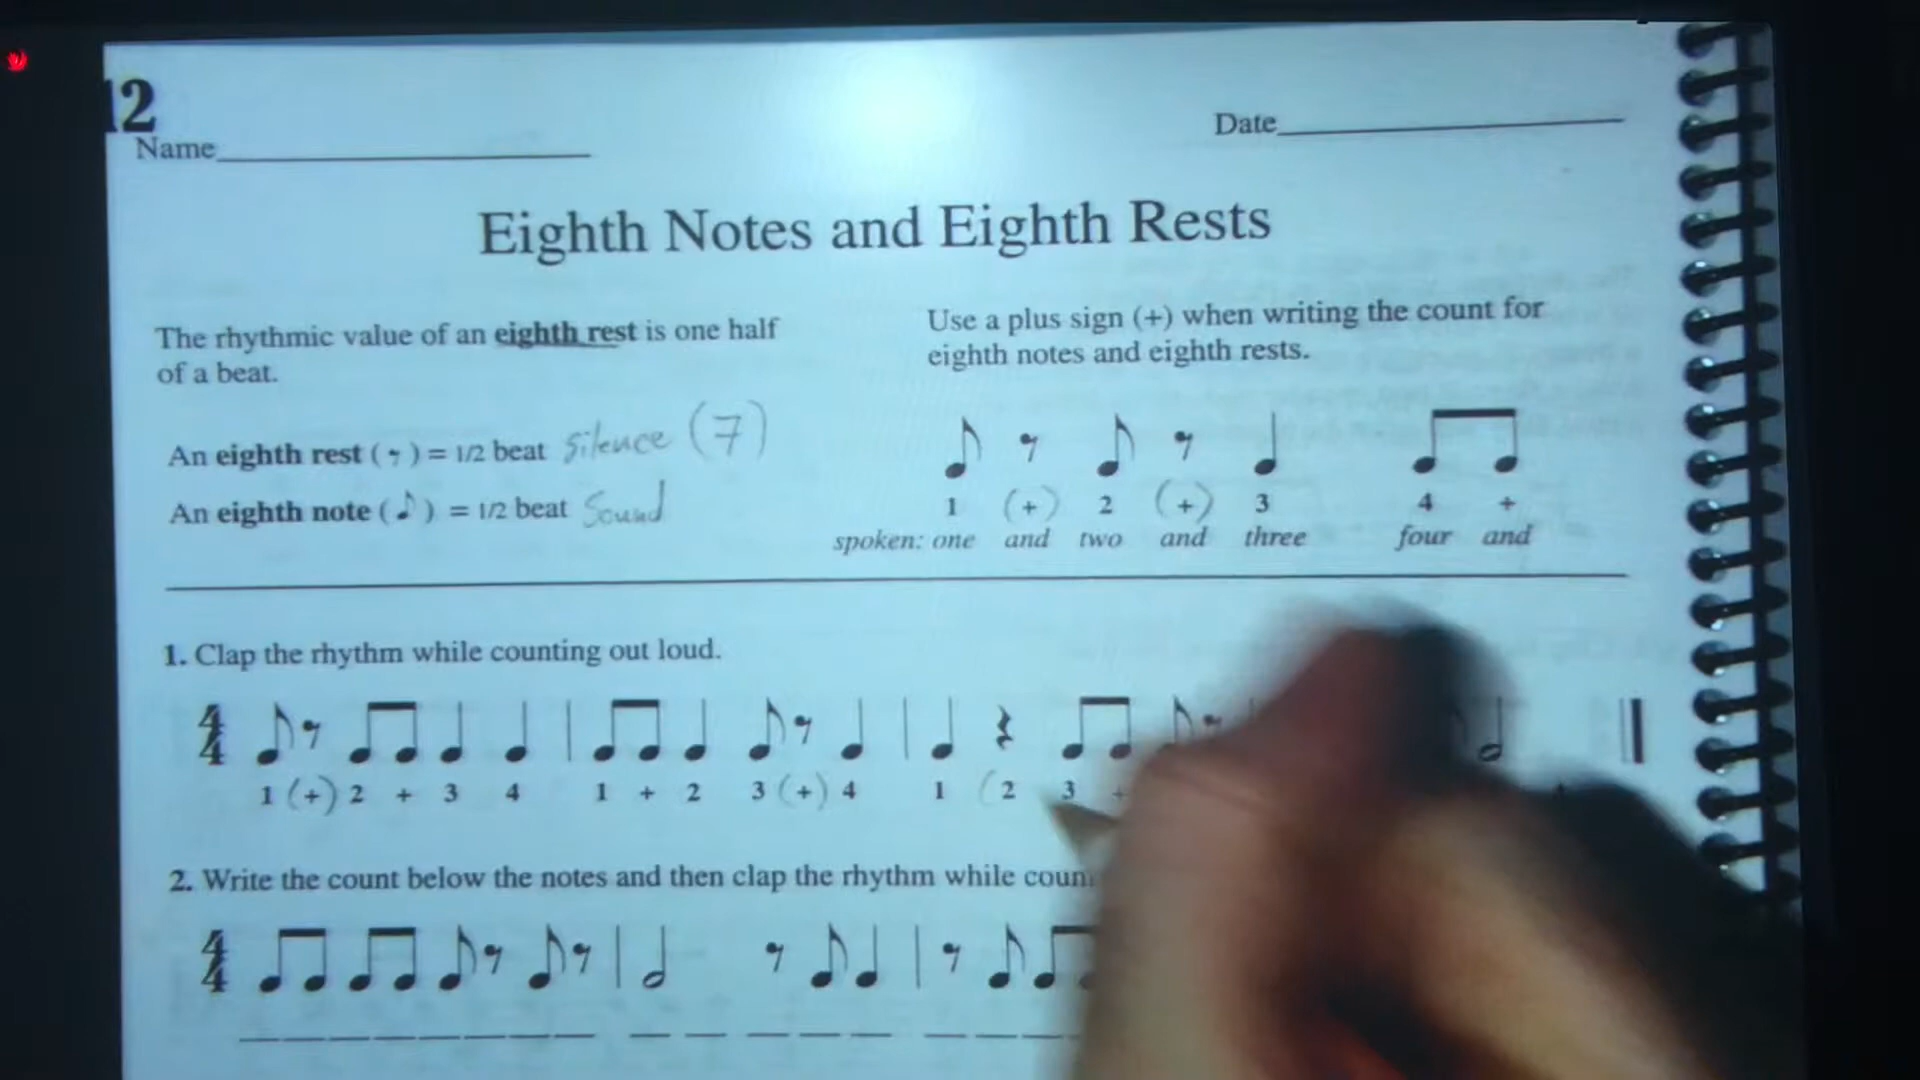 12
Name
Date
Eighth Notes and Eighth Rests
The rhythmic value of an eighth rest is one half
of a beat.
Use a plus sign (+) when writing the count for
eighth notes and eighth rests.
An eighth rest ( 𝄾 ) = 1/2 beat Silence (7)
An eighth note ( ♪ ) = 1/2 beat Sound
1 (+) 2 (+) 3 4 +
spoken: one and two and three four and
1. Clap the rhythm while counting out loud.
4
4
1 (+) 2 + 3 4 1 + 2 3 (+) 4 1 (2 3 +
2. Write the count below the notes and then clap the rhythm while
4
4